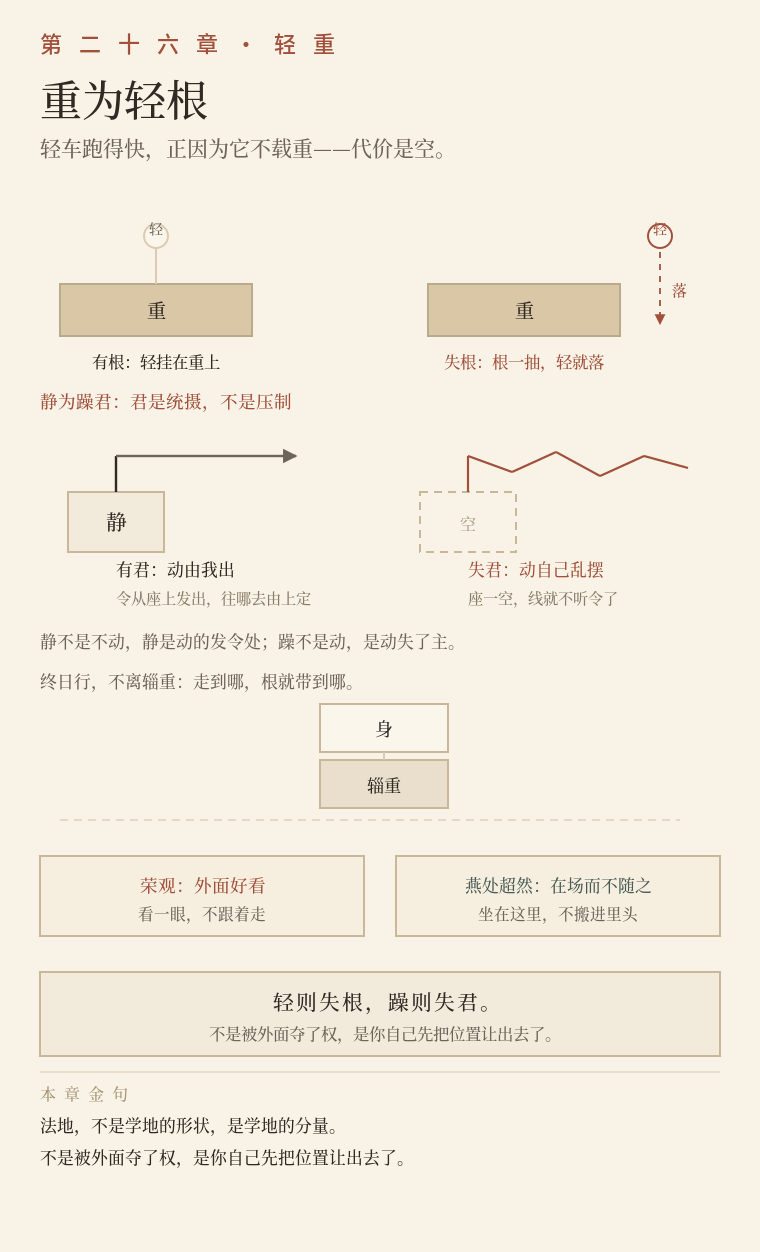 第二十六章·轻重
重为轻根
轻车跑得快，正因为它不载重——代价是空。
轻
轻
落
重
重
有根：轻挂在重上
失根：根一抽，轻就落
静为躁君：君是统摄，不是压制
静
空
有君：动由我出
失君：动自己乱摆
令从座上发出，往哪去由上定
座一空，线就不听令了
静不是不动，静是动的发令处；躁不是动，是动失了主。
终日行，不离辎重：走到哪，根就带到哪。
身
辎重
荣观：外面好看
看一眼，不跟着走
燕处超然：在场而不随之
坐在这里，不搬进里头
轻则失根，躁则失君。
不是被外面夺了权，是你自己先把位置让出去了。
本章金句
法地，不是学地的形状，是学地的分量。
不是被外面夺了权，是你自己先把位置让出去了。